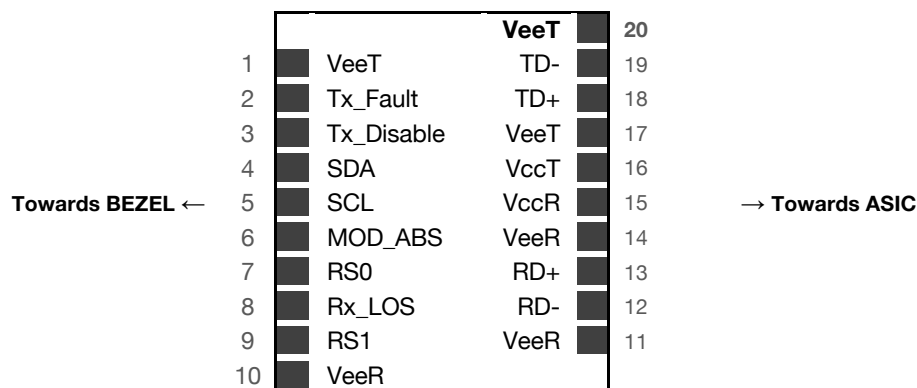 VeeT 20
1 VeeT TD- 19
2 Tx_Fault TD+ 18
3 Tx_Disable VeeT 17
4 SDA VccT 16
Towards BEZEL ← 5 SCL VccR 15 → Towards ASIC
6 MOD_ABS VeeR 14
7 RS0 RD+ 13
8 Rx_LOS RD- 12
9 RS1 VeeR 11
10 VeeR